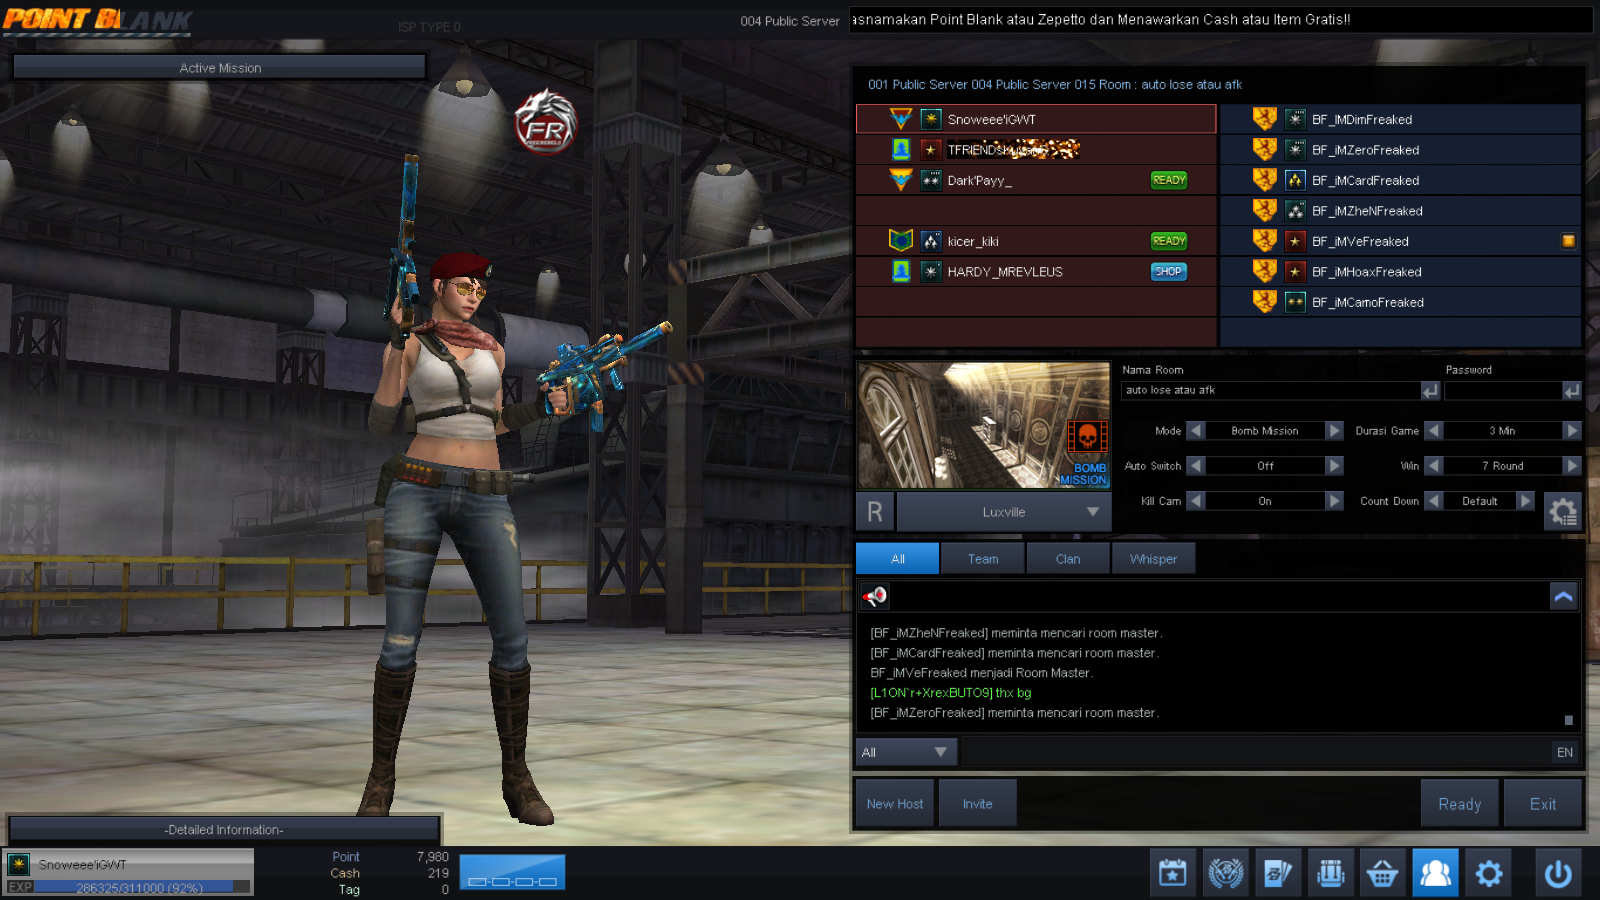 POINT BLANK
ISP TYPE 0
004 Public Server
asnamakan Point Blank atau Zepetto dan Menawarkan Cash atau Item Gratis!!
Active Mission
FR
001 Public Server 004 Public Server 015 Room : auto lose atau afk
Snoweee'iGWT
BF_IMDimFreaked
BF_iMZeroFreaked
Dark'Payy_
READY
BF_iMCardFreaked
BF_iMZheNFreaked
kicer_kiki
READY
BF_iMVeFreaked
HARDY_MREVLEUS
SHOP
BF_iMHoaxFreaked
BF_iMCamoFreaked
BOMB
MISSION
R
Luxville
Nama Room
Password
auto lose atau afk
Mode
Bomb Mission
Durasi Game
3 Min
Auto Switch
Off
Win
7 Round
Kill Cam
On
Count Down
Default
All
Team
Clan
Whisper
[BF_iMZheNFreaked] meminta mencari room master.
[BF_iMCardFreaked] meminta mencari room master.
BF_iMVeFreaked menjadi Room Master.
[L1ON`r+XrexBUTO9] thx bg
[BF_iMZeroFreaked] meminta mencari room master.
All
EN
New Host
Invite
Ready
Exit
-Detailed Information-
Snoweee'iGWT
EXP
286325/311000 (92%)
Point
7,980
Cash
219
Tag
0